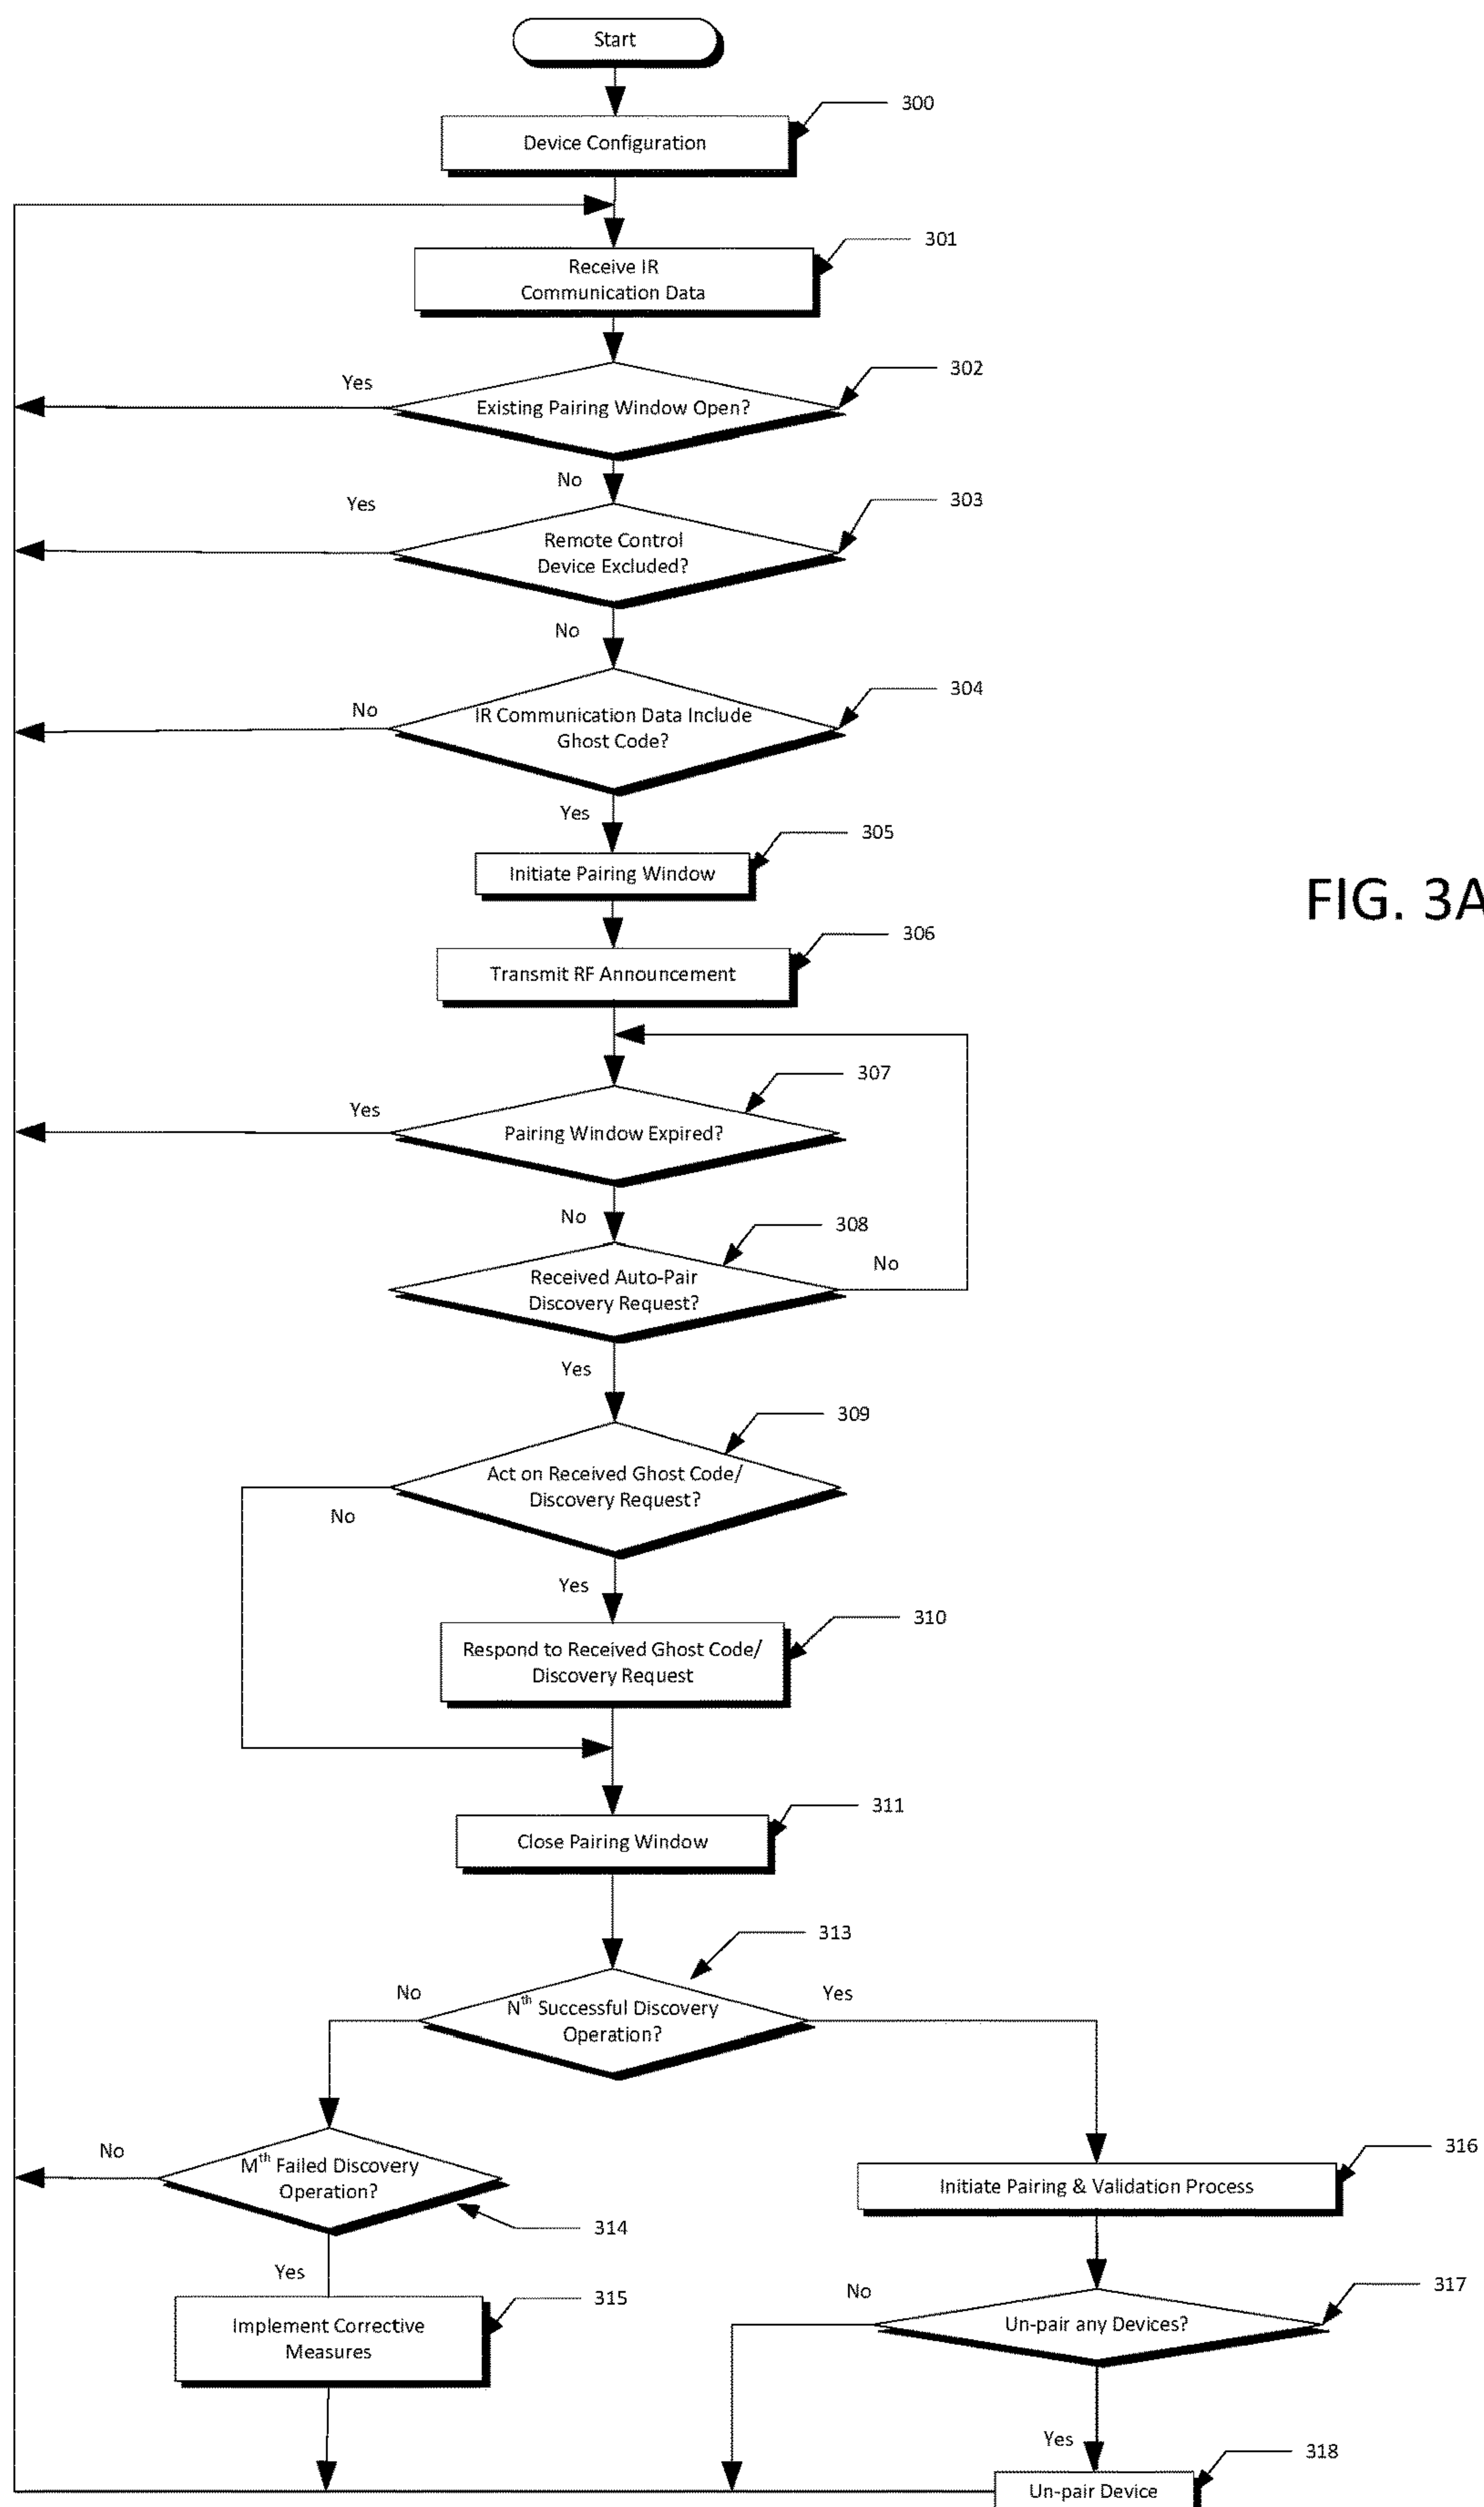 Start
300
Device Configuration
301
Receive IR
Communication Data
302
Yes
Existing Pairing Window Open?
No
303
Yes
Remote Control
Device Excluded?
No
304
No
IR Communication Data Include
Ghost Code?
Yes
305
Initiate Pairing Window
FIG. 3A
306
Transmit RF Announcement
307
Yes
Pairing Window Expired?
No
308
No
Received Auto-Pair
Discovery Request?
Yes
309
Act on Received Ghost Code/
Discovery Request?
No
Yes
310
Respond to Received Ghost Code/
Discovery Request
311
Close Pairing Window
313
No
Yes
Nth Successful Discovery
Operation?
No
Mth Failed Discovery
Operation?
314
316
Initiate Pairing & Validation Process
Yes
315
Implement Corrective
Measures
No
317
Un-pair any Devices?
Yes
318
Un-pair Device